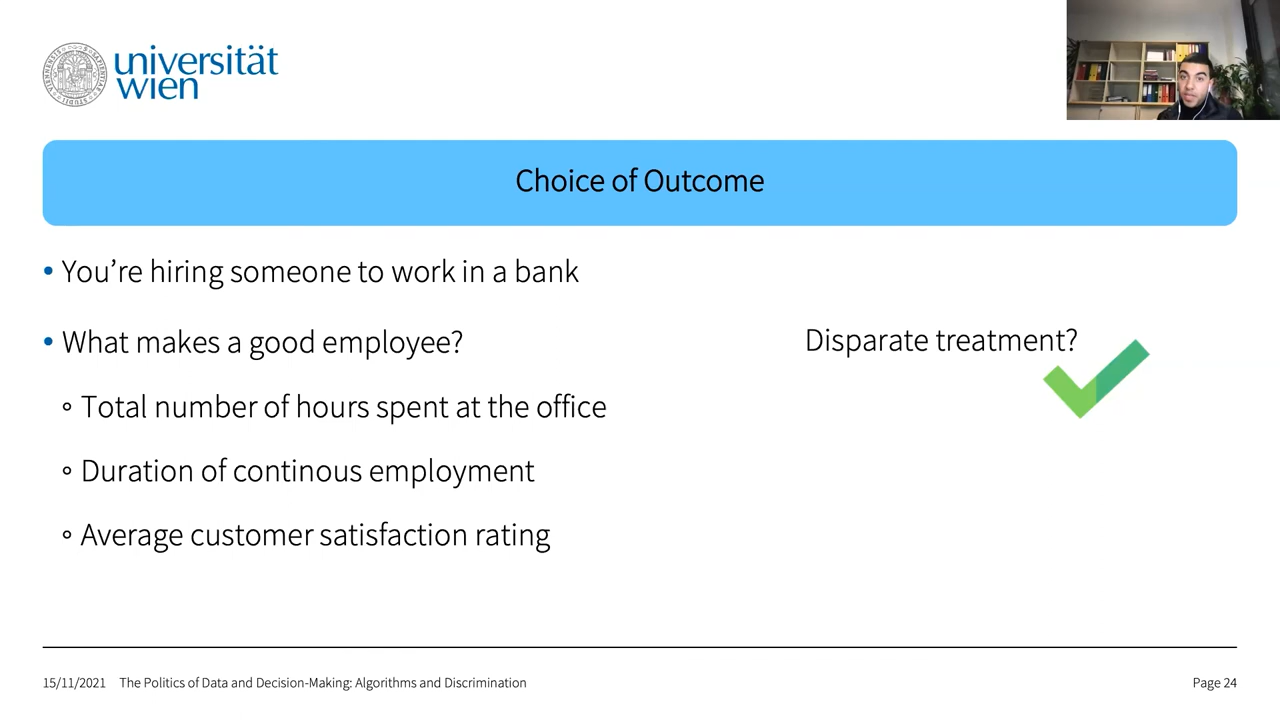 universität
wien
Choice of Outcome
• You’re hiring someone to work in a bank
• What makes a good employee?
Disparate treatment?
◦ Total number of hours spent at the office
◦ Duration of continous employment
◦ Average customer satisfaction rating
15/11/2021 The Politics of Data and Decision-Making: Algorithms and Discrimination
Page 24